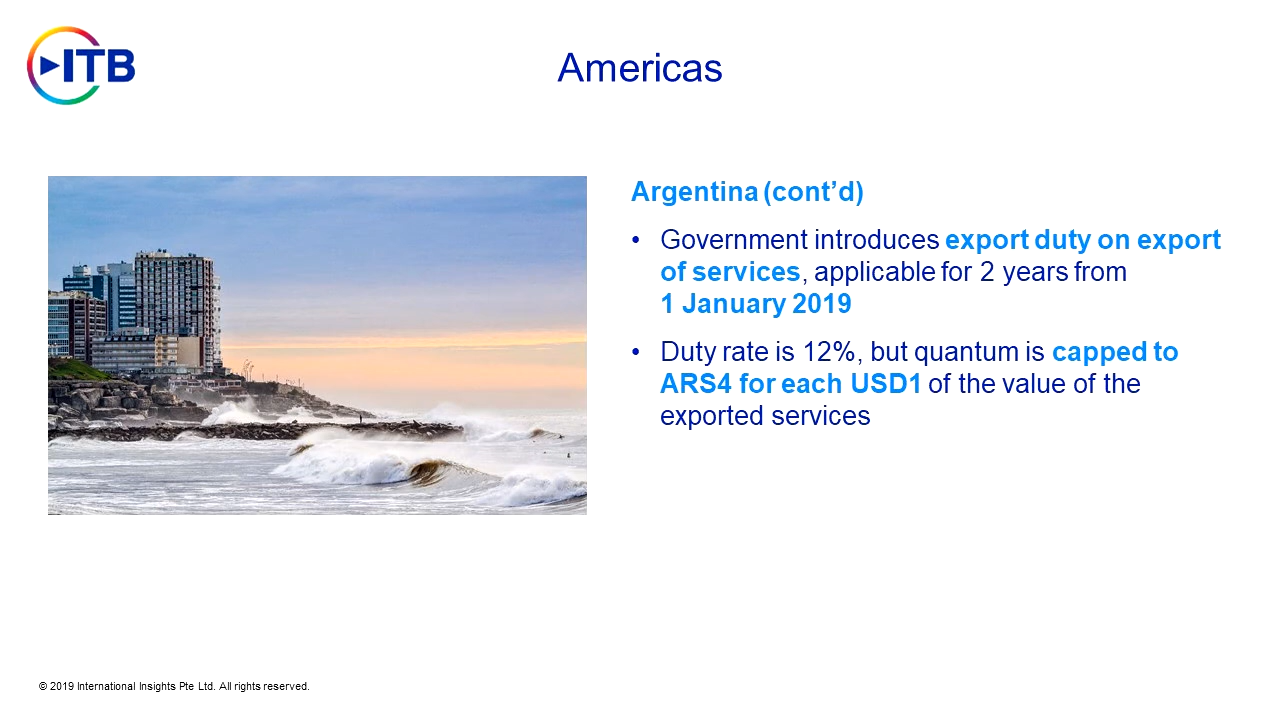 ITB
Americas
Argentina (cont’d)
• Government introduces export duty on export
of services, applicable for 2 years from
1 January 2019
• Duty rate is 12%, but quantum is capped to
ARS4 for each USD1 of the value of the
exported services
© 2019 International Insights Pte Ltd. All rights reserved.